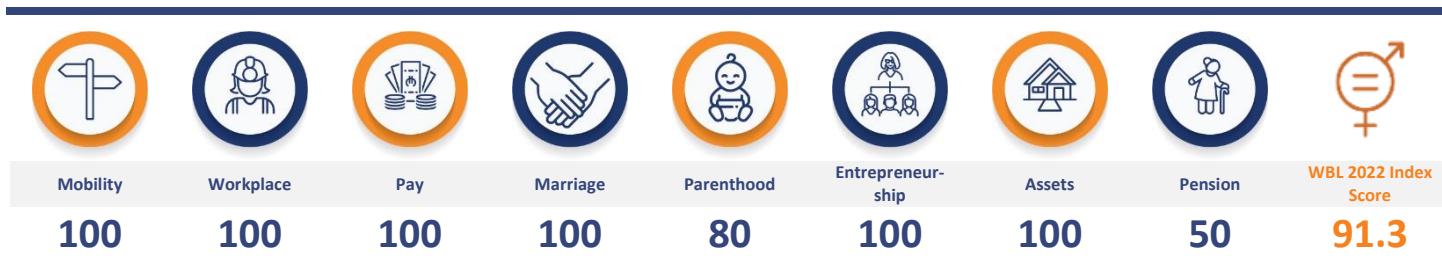 Mobility
Workplace
Pay
Marriage
Parenthood
Entrepreneur-
ship
Assets
Pension
WBL 2022 Index
Score
100
100
100
100
80
100
100
50
91.3